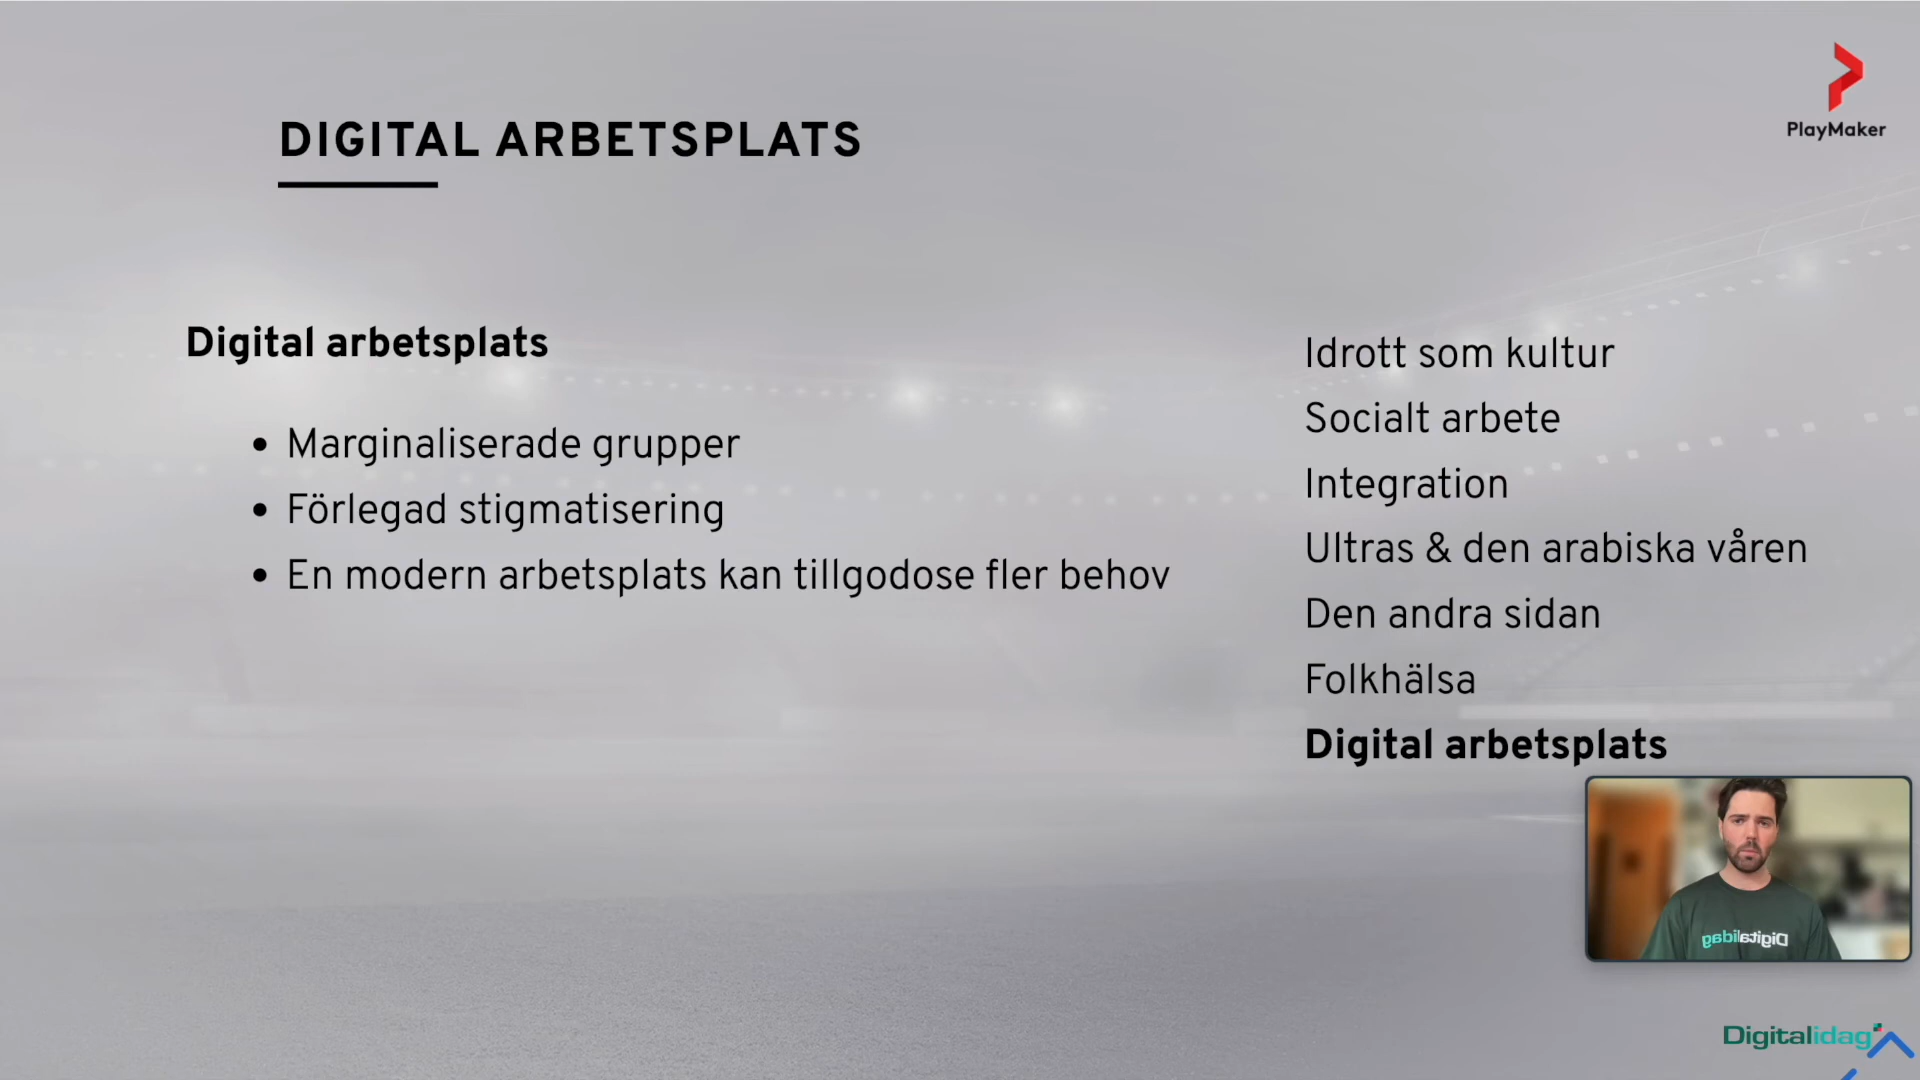 PlayMaker
DIGITAL ARBETSPLATS
Digital arbetsplats
Marginaliserade grupper
Förlegad stigmatisering
En modern arbetsplats kan tillgodose fler behov
Idrott som kultur
Socialt arbete
Integration
Ultras & den arabiska våren
Den andra sidan
Folkhälsa
Digital arbetsplats
Digitalidag
Digitalidag